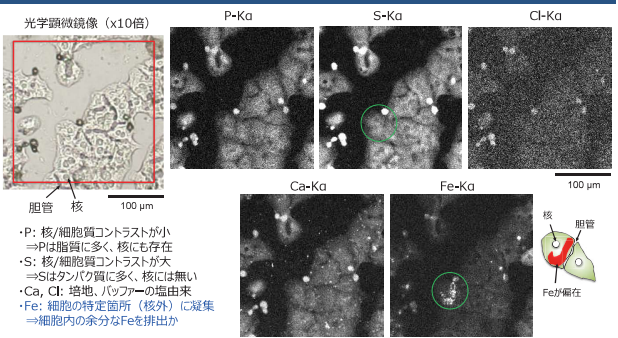 光学顕微鏡像（x10倍）
P-Kα
S-Kα
Cl-Kα
胆管
核
100 μm
100 μm
Ca-Kα
Fe-Kα
・P: 核/細胞質コントラストが小
⇒Pは脂質に多く、核にも存在
・S: 核/細胞質コントラストが大
⇒Sはタンパク質に多く、核には無い
・Ca, Cl: 培地、バッファーの塩由来
・Fe: 細胞の特定箇所（核外）に凝集
⇒細胞内の余分なFeを排出か
核
胆管
Feが偏在